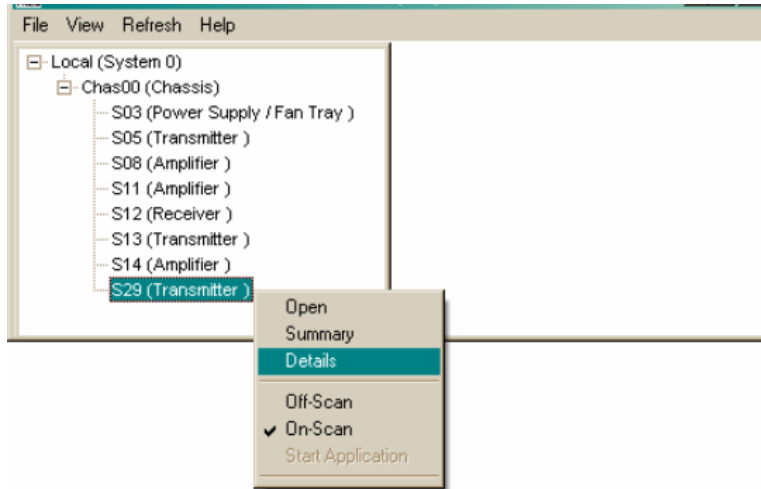 File View Refresh Help
Local (System 0)
Chas00 (Chassis)
S03 (Power Supply / Fan Tray )
S05 (Transmitter )
S08 (Amplifier )
S11 (Amplifier )
S12 (Receiver )
S13 (Transmitter )
S14 (Amplifier )
S29 (Transmitter )
Open
Summary
Details
Off-Scan
On-Scan
Start Application